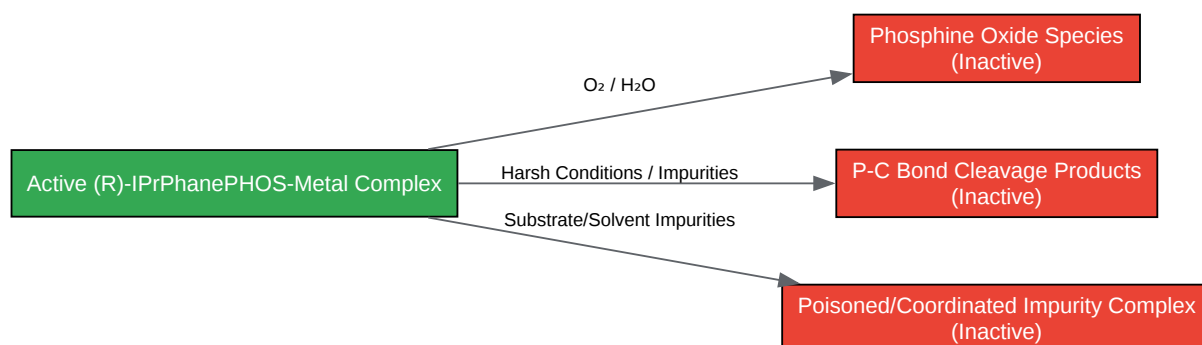 Phosphine Oxide Species
(Inactive)
O₂ / H₂O
Active (R)-IPrPhanePHOS-Metal Complex
Harsh Conditions / Impurities
P-C Bond Cleavage Products
(Inactive)
Substrate/Solvent Impurities
Poisoned/Coordinated Impurity Complex
(Inactive)